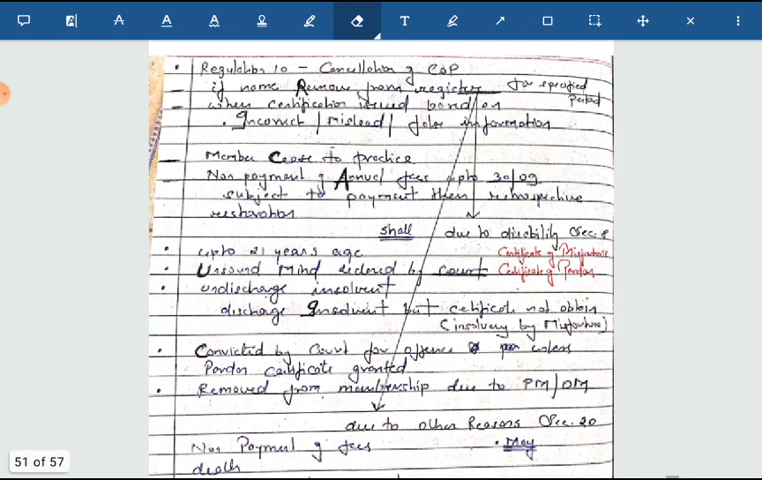 Regulation 10 - Cancellation of COP
if name Remove from register for specified
Period
when certification issued based on
Incorrect / Mislead / false information
Member Cease to practice
Non payment of Annual fees upto 30/09
subject to payment then retrospective
restoration
shall due to disability Sec. 8
upto 21 years age Certificate of Misfortune
Unsound Mind declared by Court Certificate of Pardon
undischarge insolvent
discharge Insolvent but certificate not obtain
(insolvency by Misfortune)
Convicted by Court for offence unless
Pardon certificate granted
Removed from membership due to PM/OM
due to other Reasons Sec. 20
Non Payment of fees • May
death
51 of 57